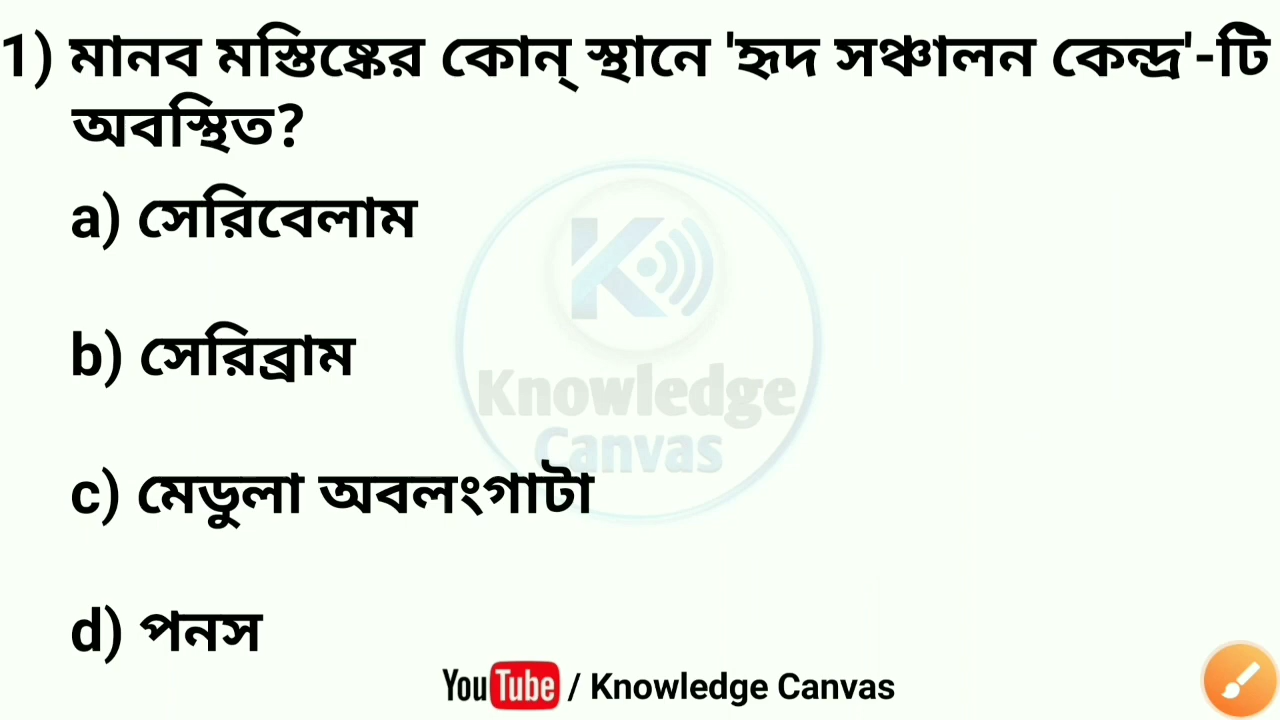 1) মানব মস্তিষ্কের কোন্ স্থানে 'হৃদ সঞ্চালন কেন্দ্র'-টি
অবস্থিত?
a) সেরিবেলাম
b) সেরিব্রাম
c) মেডুলা অবলংগাটা
d) পনস
Knowledge
Canvas
YouTube / Knowledge Canvas